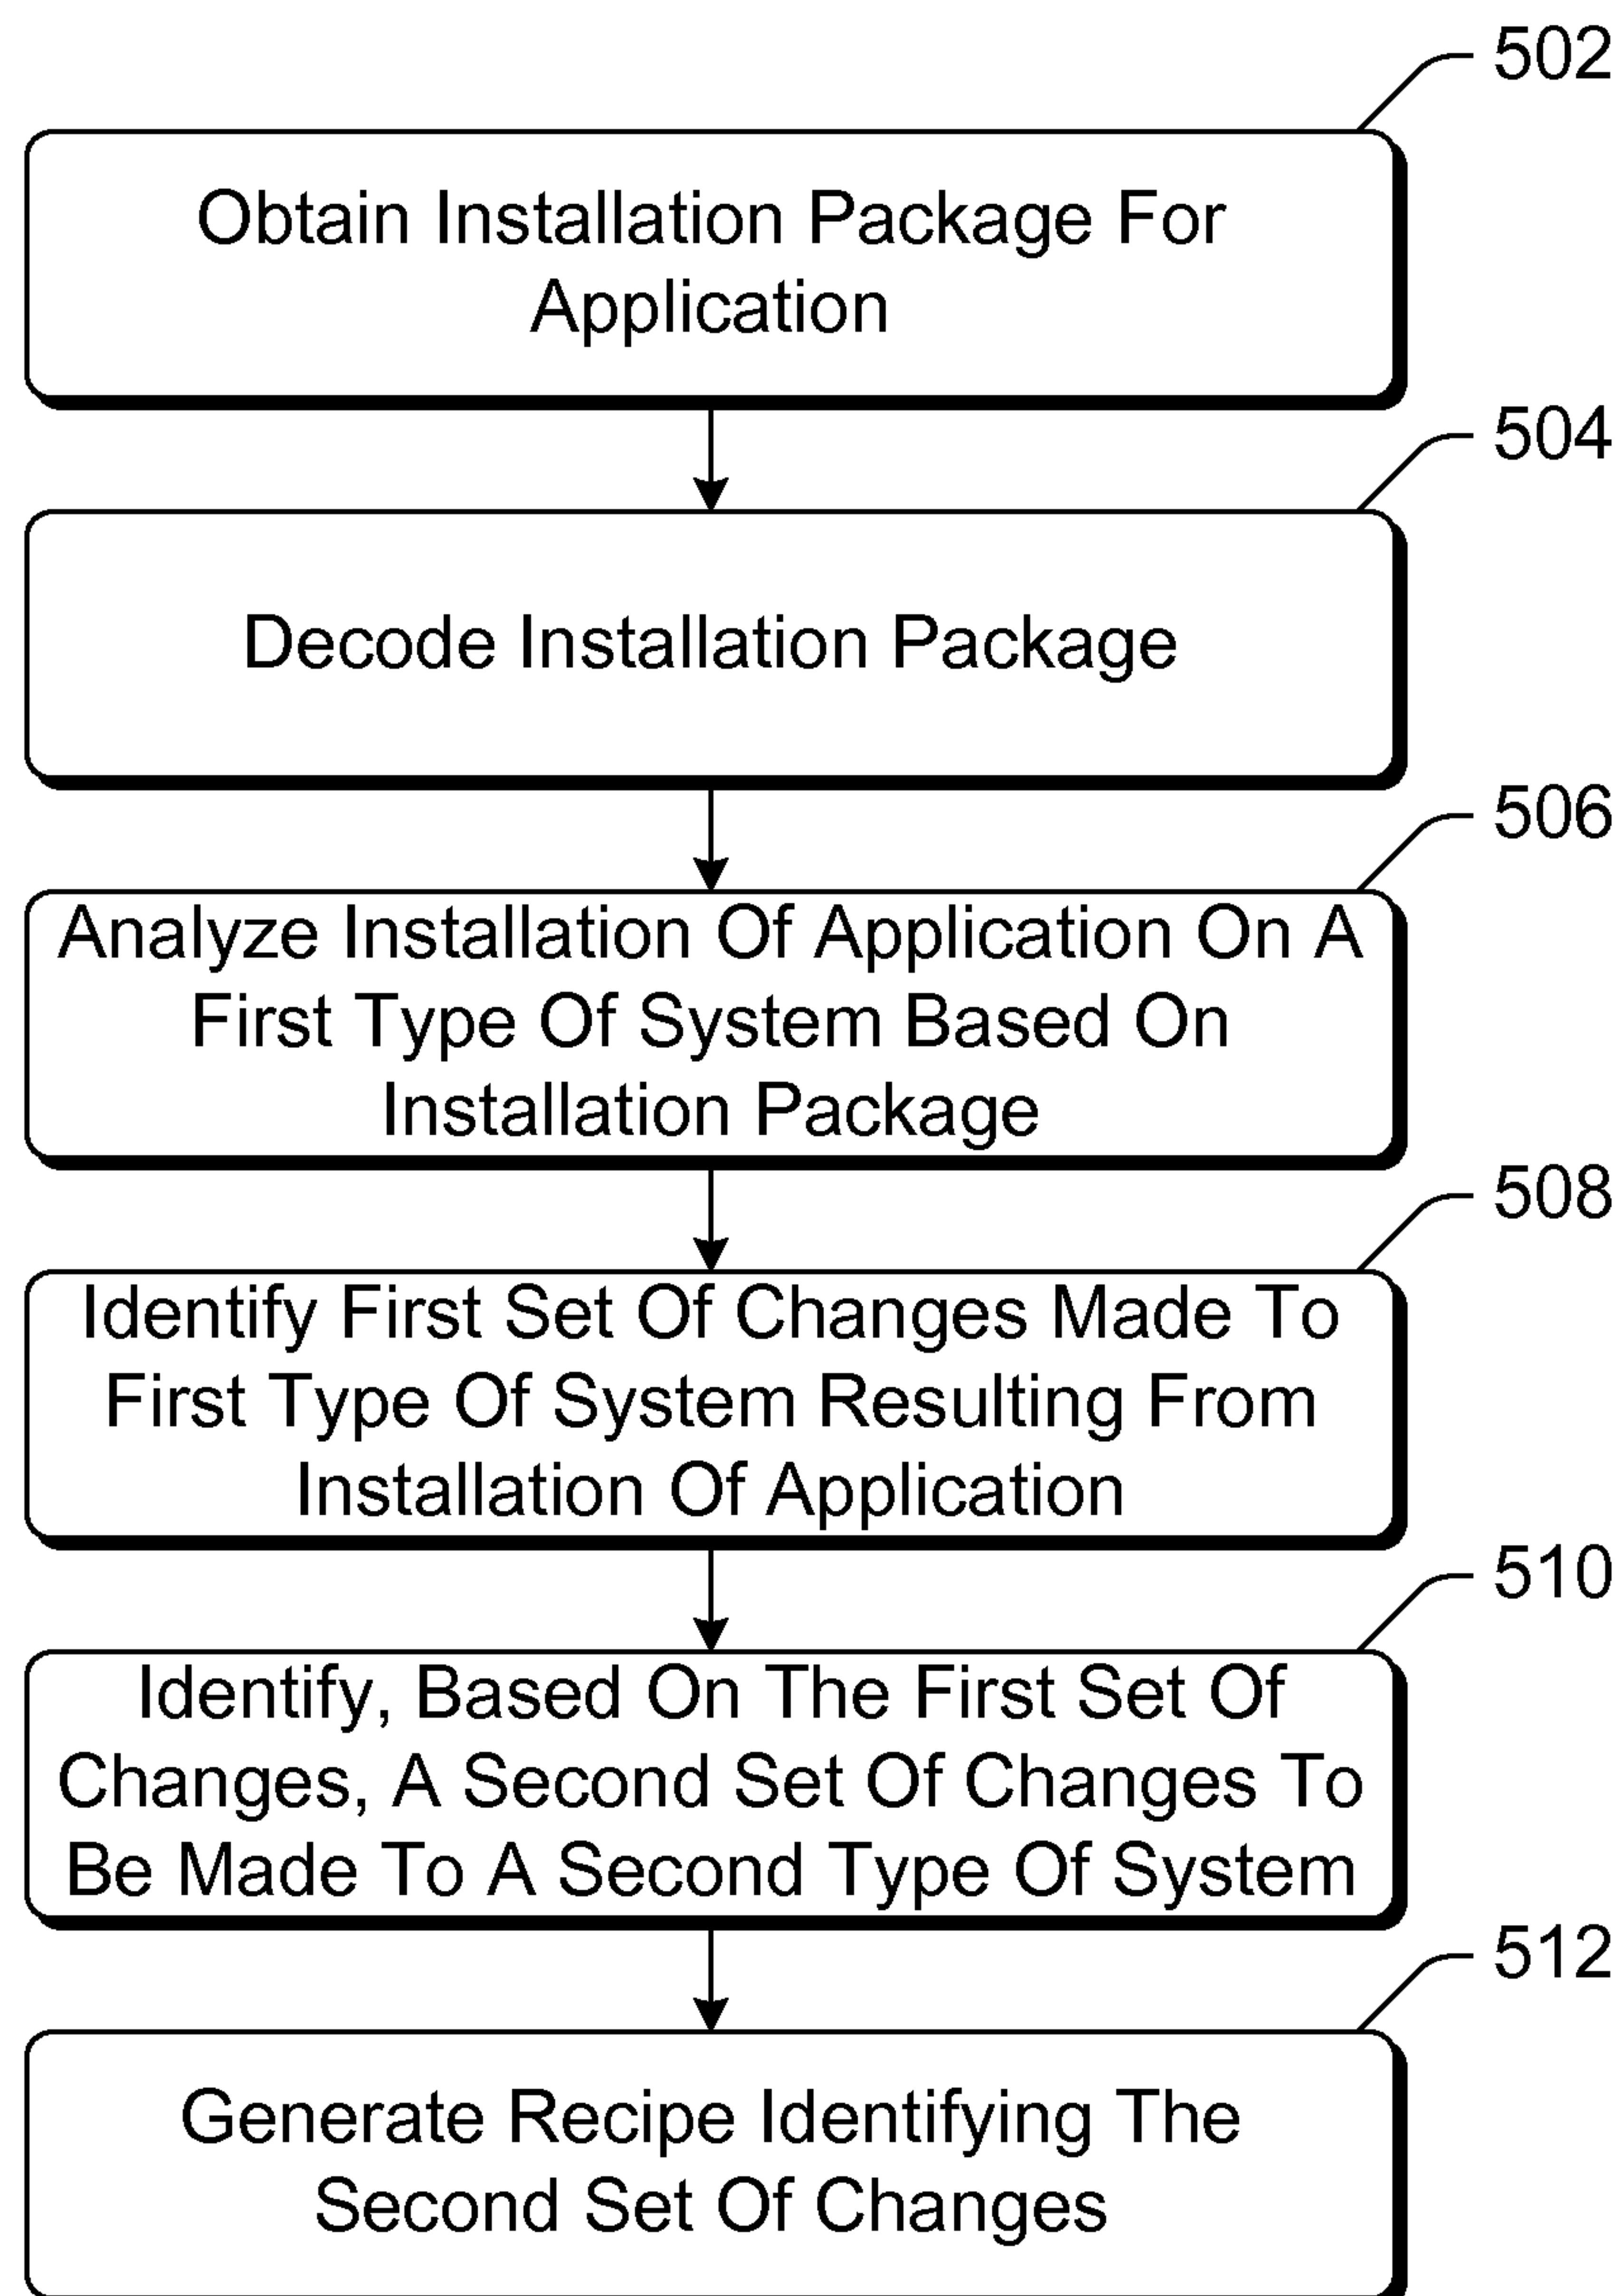 502
Obtain Installation Package For
Application
504
Decode Installation Package
506
Analyze Installation Of Application On A
First Type Of System Based On
Installation Package
508
Identify First Set Of Changes Made To
First Type Of System Resulting From
Installation Of Application
510
Identify, Based On The First Set Of
Changes, A Second Set Of Changes To
Be Made To A Second Type Of System
512
Generate Recipe Identifying The
Second Set Of Changes